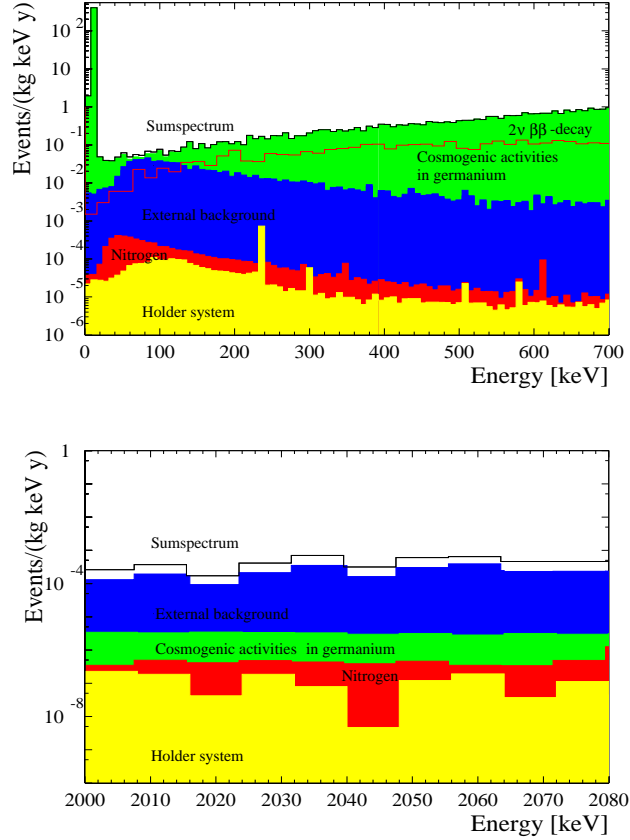 Events/(kg keV y)
10^2
10
1
10^-1
10^-2
10^-3
10^-4
10^-5
10^-6
Sumspectrum
2ν ββ -decay
Cosmogenic activities
in germanium
External background
Nitrogen
Holder system
0 100 200 300 400 500 600 700
Energy [keV]
Events/(kg keV y)
1
10^-4
10^-8
Sumspectrum
External background
Cosmogenic activities in germanium
Nitrogen
Holder system
2000 2010 2020 2030 2040 2050 2060 2070 2080
Energy [keV]